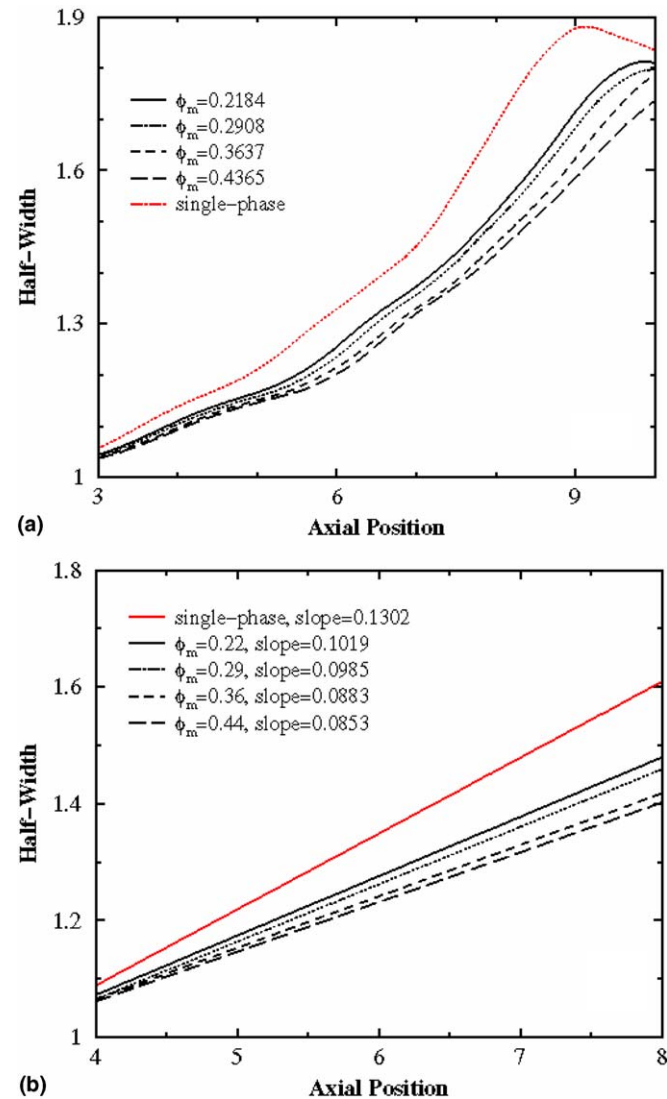 1.9
1.6
1.3
1
Half-Width
ϕm=0.2184
ϕm=0.2908
ϕm=0.3637
ϕm=0.4365
single-phase
3
6
9
(a)
Axial Position
1.8
1.6
1.4
1.2
1
Half-Width
single-phase, slope=0.1302
ϕm=0.22, slope=0.1019
ϕm=0.29, slope=0.0985
ϕm=0.36, slope=0.0883
ϕm=0.44, slope=0.0853
4
5
6
7
8
(b)
Axial Position